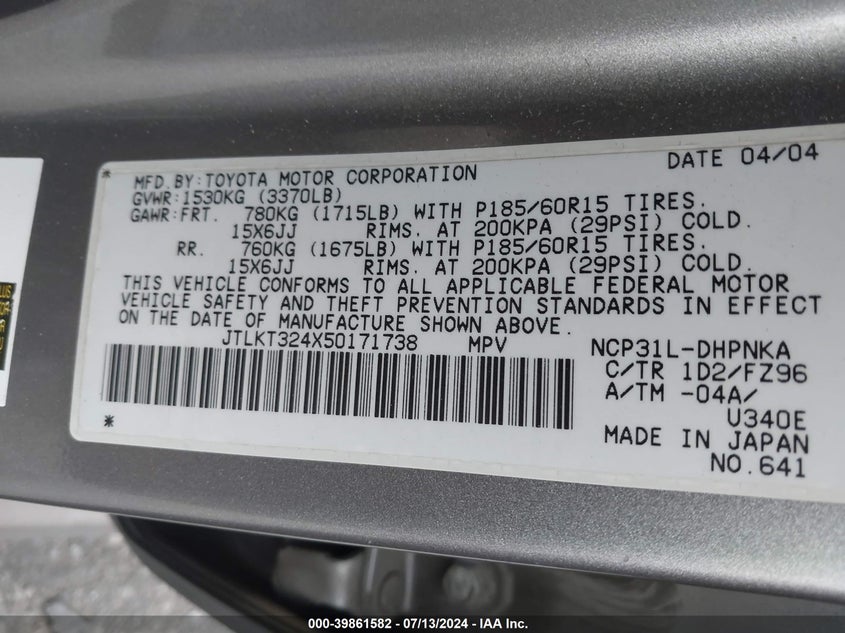 DATE 04/04
MFD.BY:TOYOTA MOTOR CORPORATION
GVWR:1530KG (3370LB)
GAWR:FRT. 780KG (1715LB) WITH P185/60R15 TIRES.
15X6JJ RIMS. AT 200KPA (29PSI) COLD.
RR. 760KG (1675LB) WITH P185/60R15 TIRES.
15X6JJ RIMS. AT 200KPA (29PSI) COLD.
THIS VEHICLE CONFORMS TO ALL APPLICABLE FEDERAL MOTOR
VEHICLE SAFETY AND THEFT PREVENTION STANDARDS IN EFFECT
ON THE DATE OF MANUFACTURE SHOWN ABOVE.
JTLKT324X50171738 MPV NCP31L-DHPNKA
C/TR 1D2/FZ96
A/TM -04A/
U340E
MADE IN JAPAN
NO.641
000-39861582 / 07/13/2024 - IAA Inc.